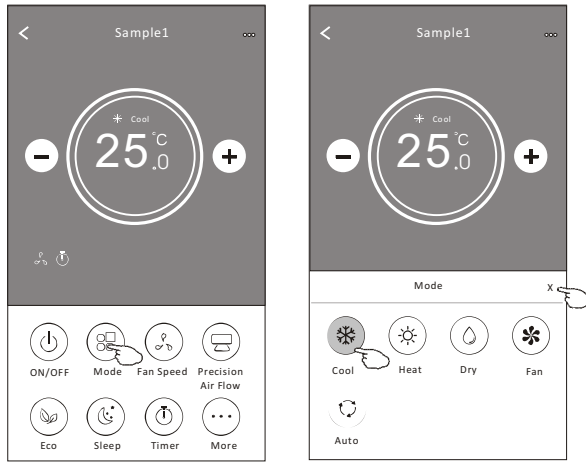 Sample1
Cool
25.0°C
ON/OFF
Mode
Fan Speed
Precision
Air Flow
Eco
Sleep
Timer
More
Sample1
Cool
25.0°C
Mode
X
Cool
Heat
Dry
Fan
Auto